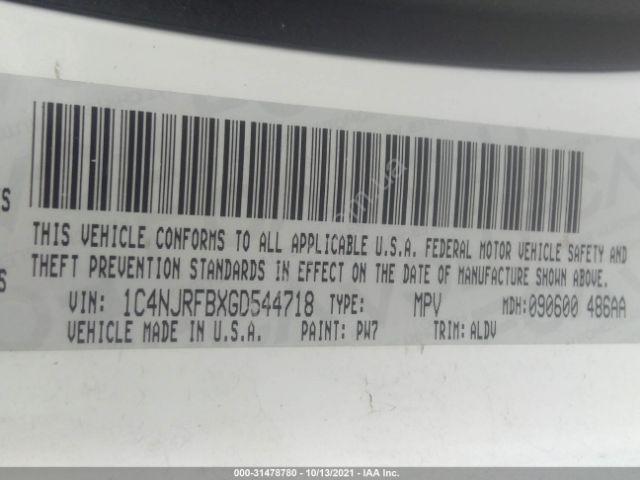 S
THIS VEHICLE CONFORMS TO ALL APPLICABLE U.S.A. FEDERAL MOTOR VEHICLE SAFETY AND
THEFT PREVENTION STANDARDS IN EFFECT ON THE DATE OF MANUFACTURE SHOWN ABOVE.
S
VIN: 1C4NJRFBXGD544718 TYPE: MPV MDH:090600 486AA
VEHICLE MADE IN U.S.A. PAINT: PW7 TRIM: ALDV
000-31478780 - 10/13/2021 - IAA Inc.